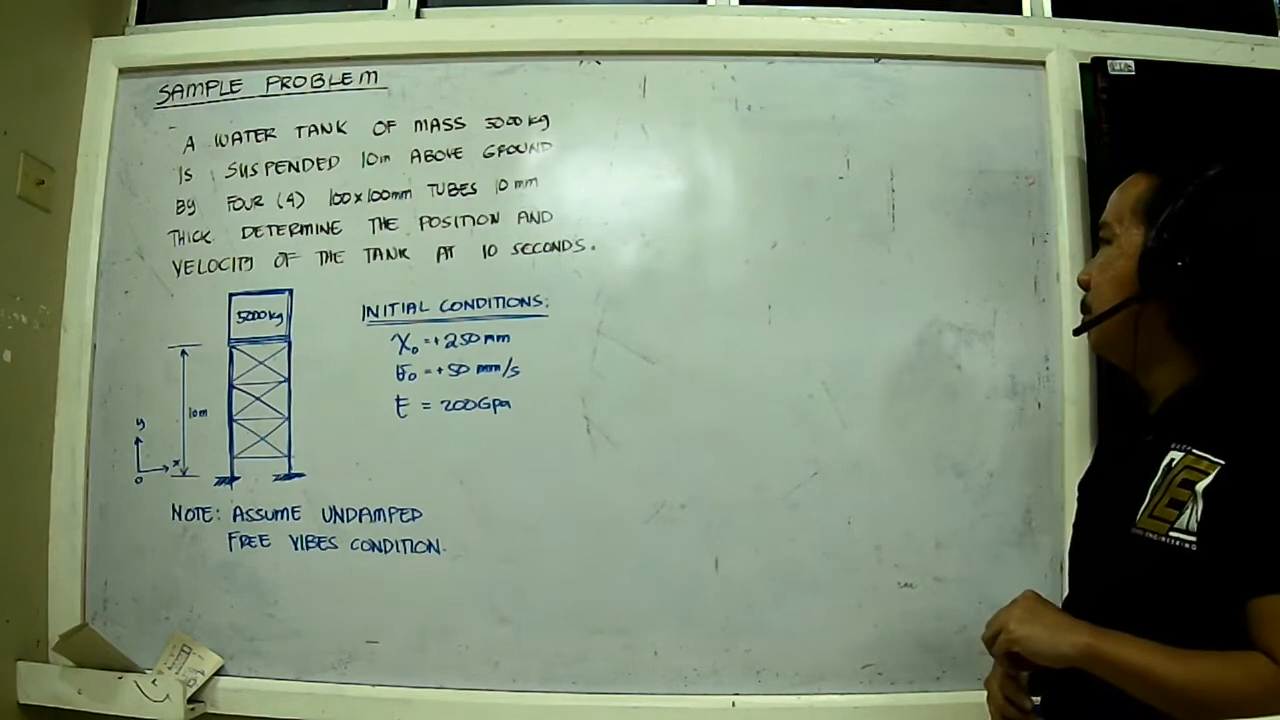 SAMPLE PROBLEM
A WATER TANK OF MASS 5000 kg
IS SUSPENDED 10m ABOVE GROUND
BY FOUR (4) 100x100mm TUBES 10 mm
THICK. DETERMINE THE POSITION AND
VELOCITY OF THE TANK AT 10 SECONDS.
5000kg
10m
y
x
0
INITIAL CONDITIONS:
x₀ = +250 mm
v₀ = +50 mm/s
E = 200Gpa
NOTE: ASSUME UNDAMPED
FREE VIBES CONDITION.